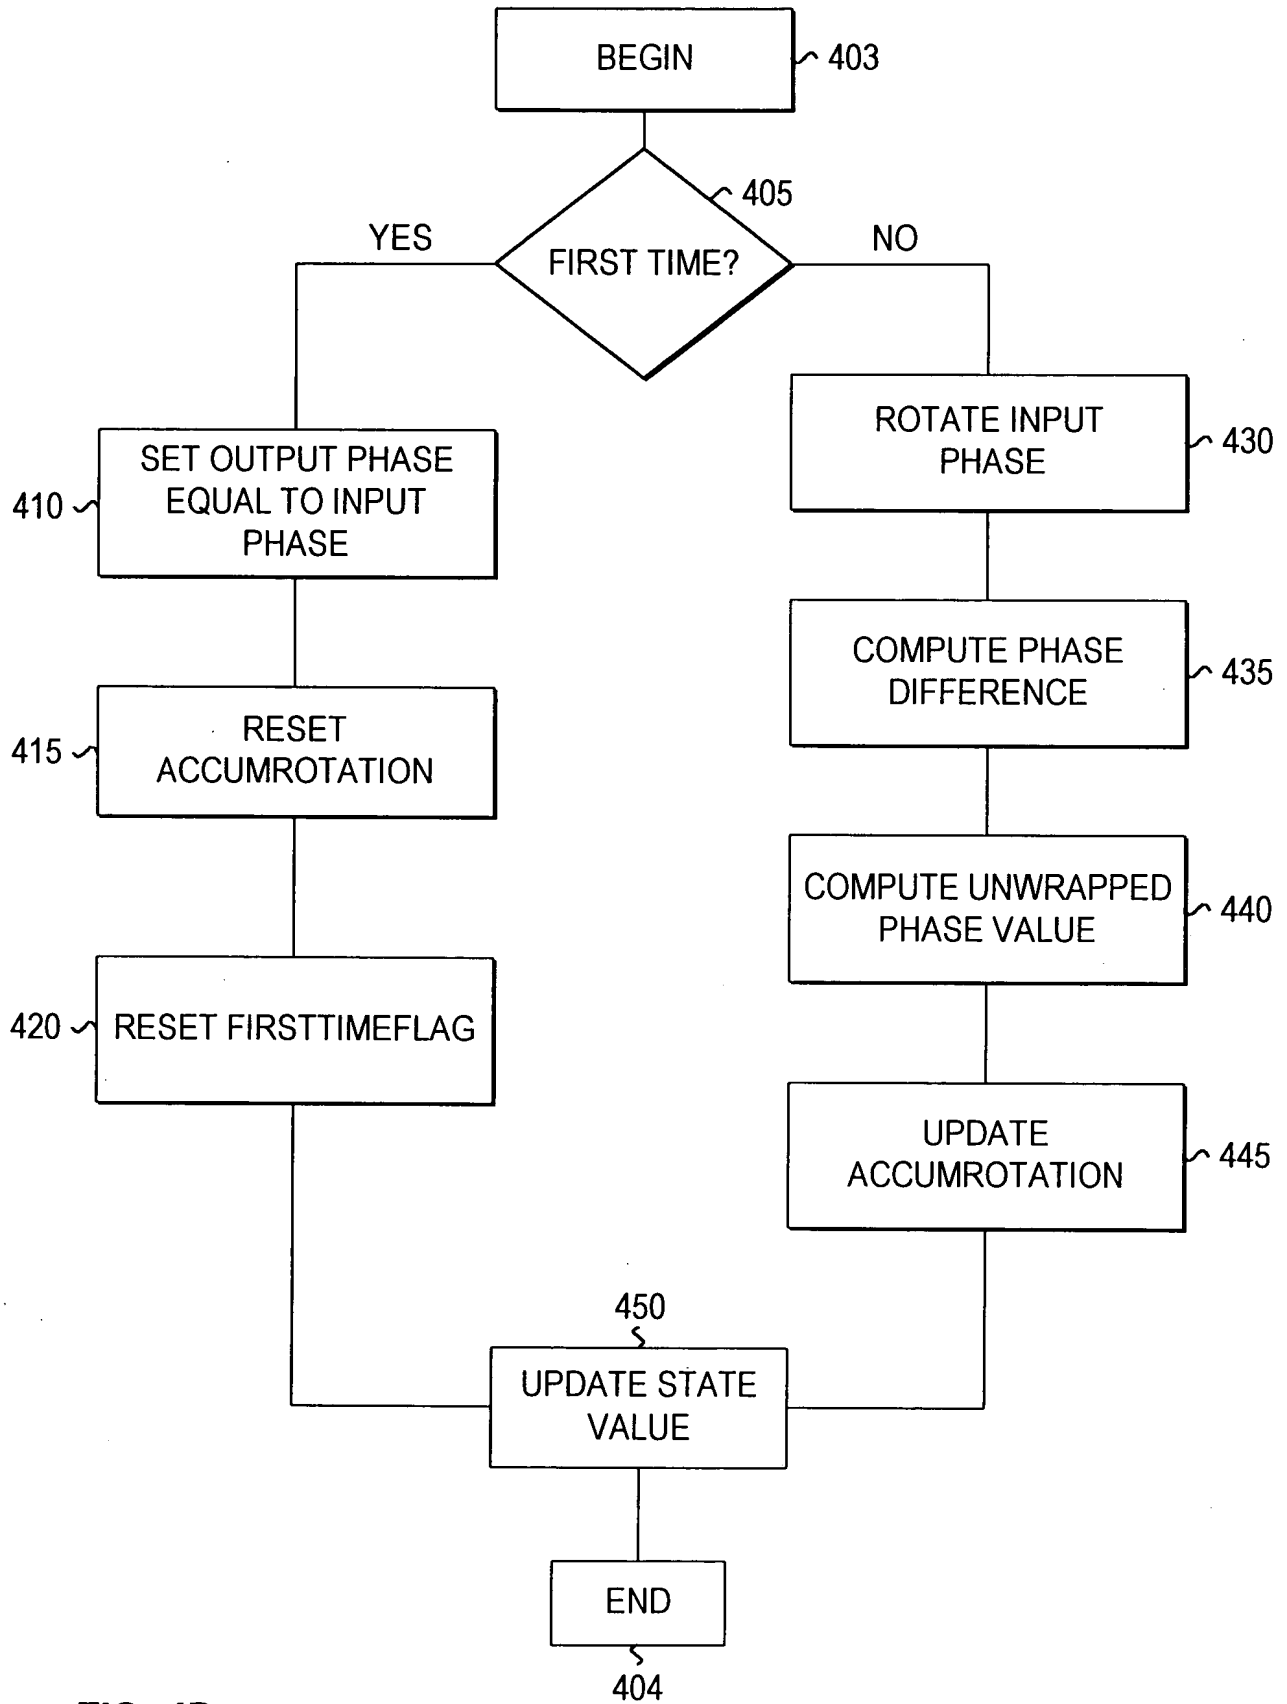 BEGIN
403
405
YES
FIRST TIME?
NO
SET OUTPUT PHASE
EQUAL TO INPUT
PHASE
410
ROTATE INPUT
PHASE
430
COMPUTE PHASE
DIFFERENCE
435
RESET
ACCUMROTATION
415
COMPUTE UNWRAPPED
PHASE VALUE
440
RESET FIRSTTIMEFLAG
420
UPDATE
ACCUMROTATION
445
450
UPDATE STATE
VALUE
END
404